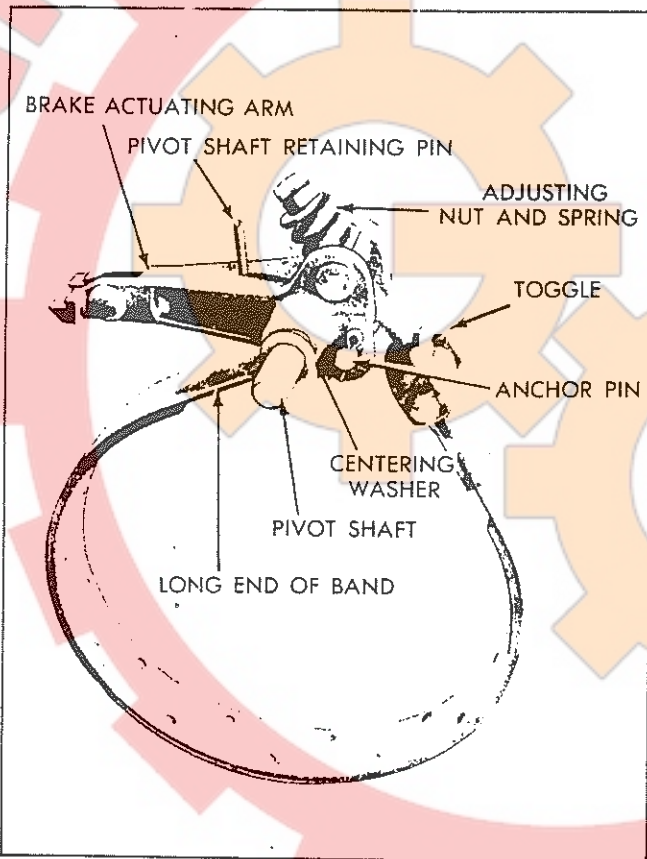 BRAKE ACTUATING ARM
PIVOT SHAFT RETAINING PIN
ADJUSTING
NUT AND SPRING
TOGGLE
ANCHOR PIN
CENTERING
WASHER
PIVOT SHAFT
LONG END OF BAND